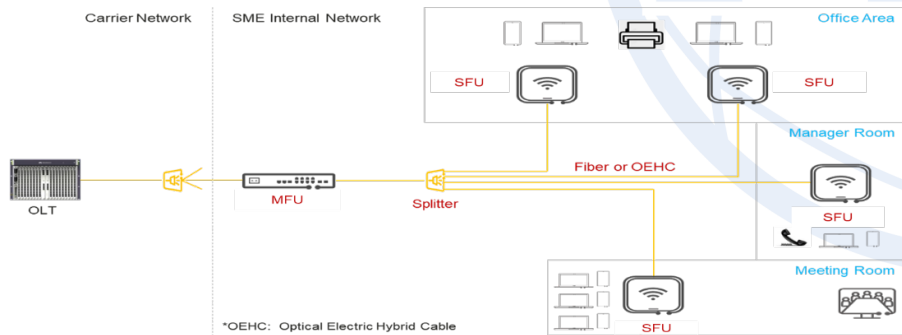 Carrier Network
SME Internal Network
Office Area
SFU
SFU
Manager Room
Fiber or OEHC
OLT
MFU
Splitter
SFU
Meeting Room
SFU
*OEHC: Optical Electric Hybrid Cable